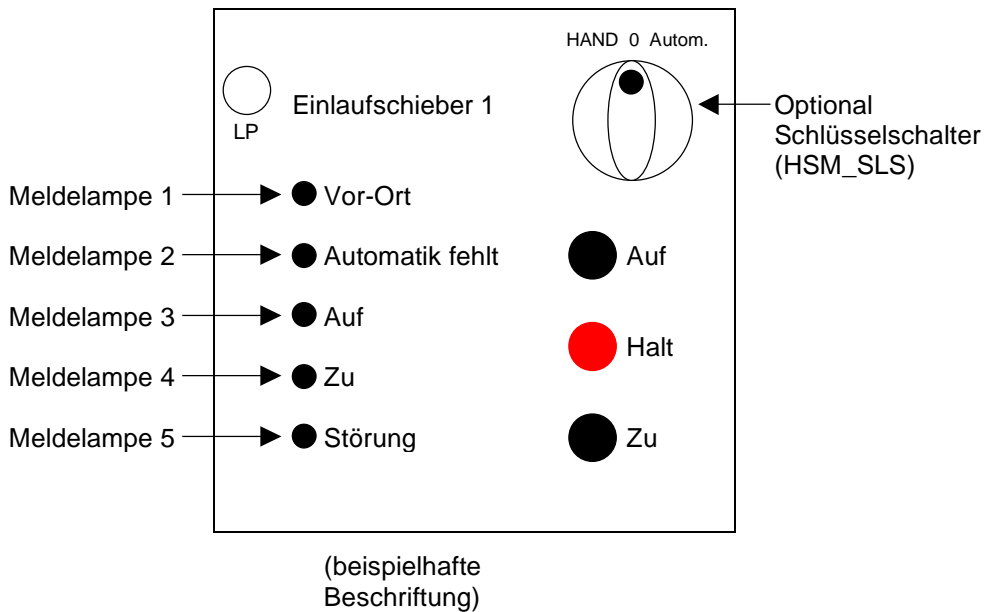 HAND 0 Autom.
Einlaufschieber 1
LP
Optional
Schlüsselschalter
(HSM_SLS)
Meldelampe 1
Vor-Ort
Meldelampe 2
Automatik fehlt
Auf
Meldelampe 3
Auf
Halt
Meldelampe 4
Zu
Meldelampe 5
Störung
Zu
(beispielhafte
Beschriftung)